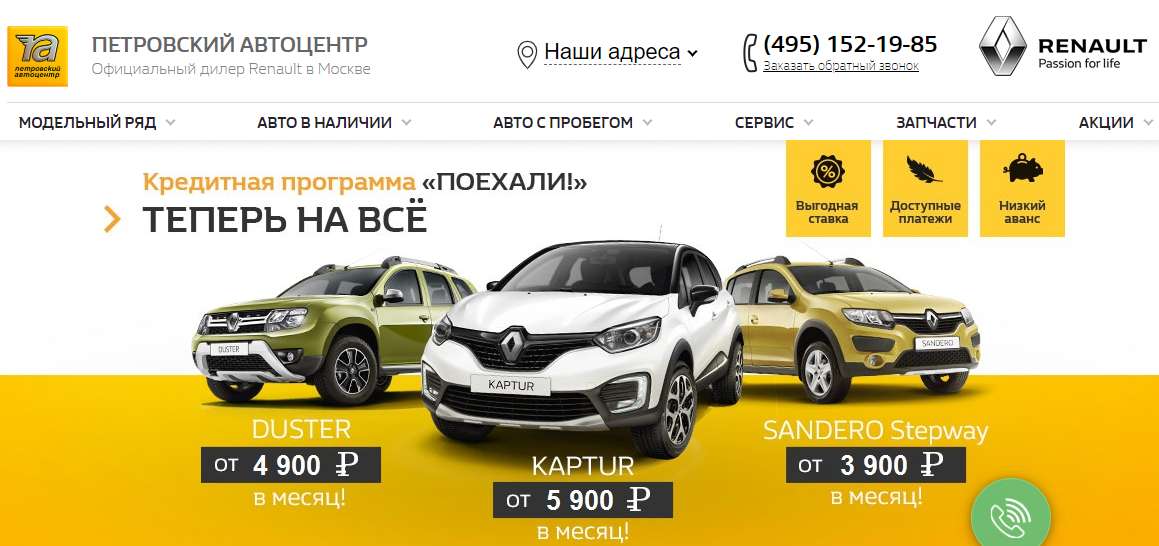 1a
петровский
автоцентр
ПЕТРОВСКИЙ АВТОЦЕНТР
Официальный дилер Renault в Москве
Наши адреса
(495) 152-19-85
Заказать обратный звонок
RENAULT
Passion for life
МОДЕЛЬНЫЙ РЯД
АВТО В НАЛИЧИИ
АВТО С ПРОБЕГОМ
СЕРВИС
ЗАПЧАСТИ
АКЦИИ
Кредитная программа «ПОЕХАЛИ!»
ТЕПЕРЬ НА ВСЁ
%
Выгодная
ставка
Доступные
платежи
Низкий
аванс
DUSTER
KAPTUR
SANDERO
DUSTER
от 4 900 ₽
в месяц!
KAPTUR
от 5 900 ₽
в месяц!
SANDERO Stepway
от 3 900 ₽
в месяц!